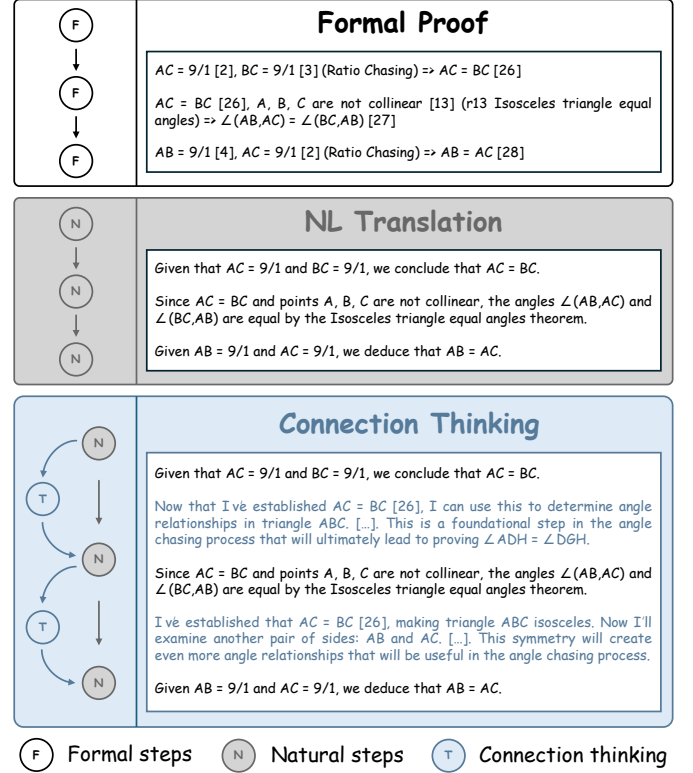 Formal Proof
F
F
F
AC = 9/1 [2], BC = 9/1 [3] (Ratio Chasing) => AC = BC [26]
AC = BC [26], A, B, C are not collinear [13] (r13 Isosceles triangle equal
angles) => ∠(AB,AC) = ∠(BC,AB) [27]
AB = 9/1 [4], AC = 9/1 [2] (Ratio Chasing) => AB = AC [28]
NL Translation
N
N
N
Given that AC = 9/1 and BC = 9/1, we conclude that AC = BC.
Since AC = BC and points A, B, C are not collinear, the angles ∠(AB,AC) and
∠(BC,AB) are equal by the Isosceles triangle equal angles theorem.
Given AB = 9/1 and AC = 9/1, we deduce that AB = AC.
Connection Thinking
N
T
N
T
N
Given that AC = 9/1 and BC = 9/1, we conclude that AC = BC.
Now that I've established AC = BC [26], I can use this to determine angle
relationships in triangle ABC. […]. This is a foundational step in the angle
chasing process that will ultimately lead to proving ∠ADH = ∠DGH.
Since AC = BC and points A, B, C are not collinear, the angles ∠(AB,AC) and
∠(BC,AB) are equal by the Isosceles triangle equal angles theorem.
I've established that AC = BC [26], making triangle ABC isosceles. Now I'll
examine another pair of sides: AB and AC. […]. This symmetry will create
even more angle relationships that will be useful in the angle chasing process.
Given AB = 9/1 and AC = 9/1, we deduce that AB = AC.
F Formal steps N Natural steps T Connection thinking